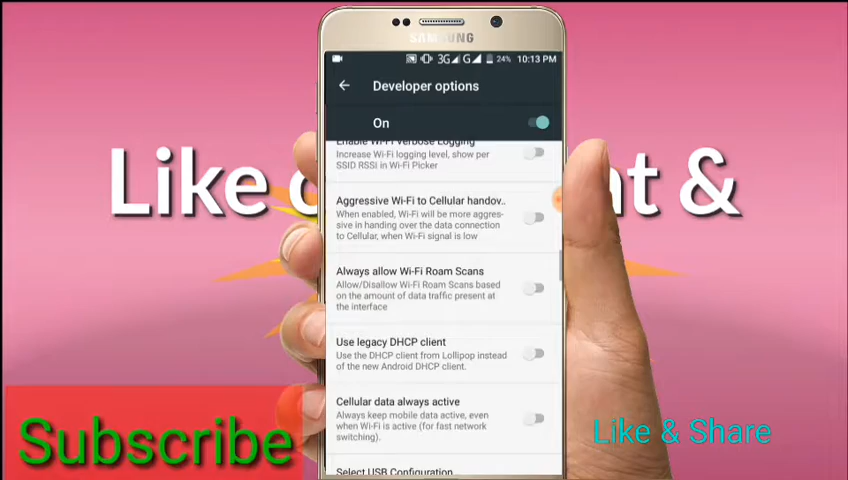 SAMSUNG
3G G 24% 10:13 PM
Developer options
On
Enable Wi-Fi Verbose Logging
Increase Wi-Fi logging level, show per
SSID RSSI in Wi-Fi Picker
Aggressive Wi-Fi to Cellular handov..
When enabled, Wi-Fi will be more aggres-
sive in handing over the data connection
to Cellular, when Wi-Fi signal is low
Always allow Wi-Fi Roam Scans
Allow/Disallow Wi-Fi Roam Scans based
on the amount of data traffic present at
the interface
Use legacy DHCP client
Use the DHCP client from Lollipop instead
of the new Android DHCP client.
Cellular data always active
Always keep mobile data active, even
when Wi-Fi is active (for fast network
switching).
Select USB Configuration
Like &
Subscribe
Like & Share